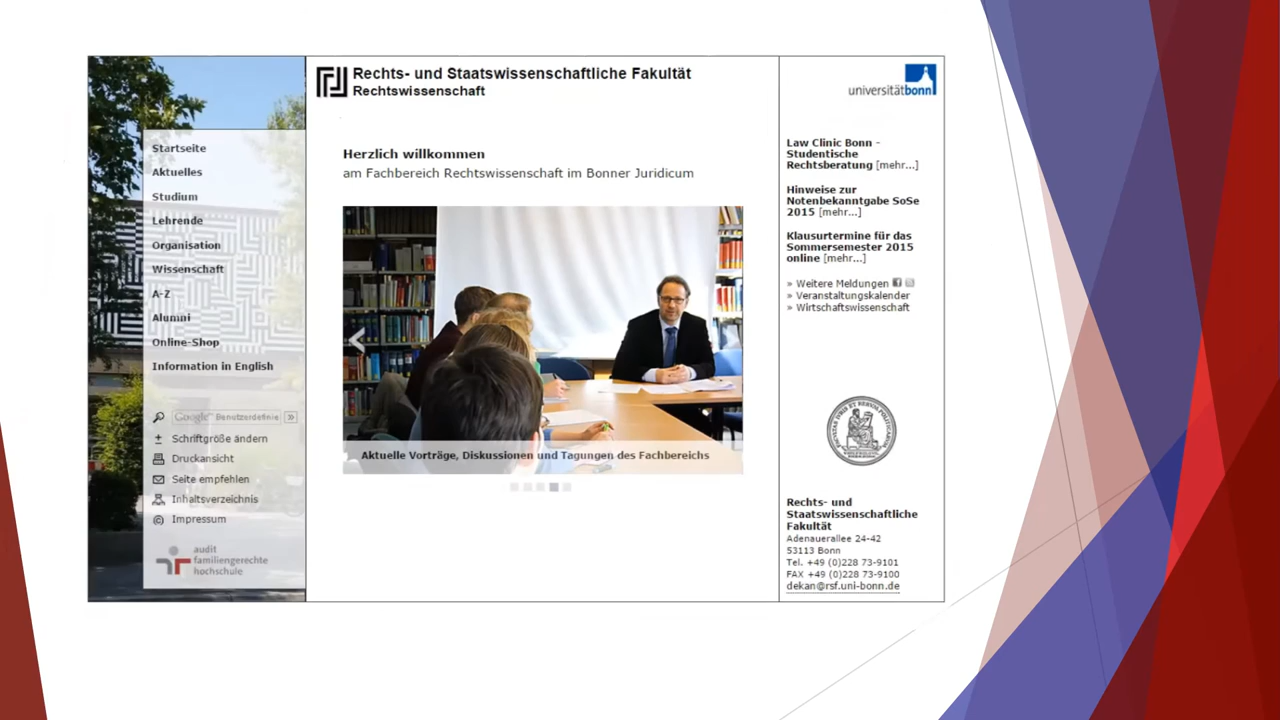 Rechts- und Staatswissenschaftliche Fakultät
Rechtswissenschaft
universitätbonn
Startseite
Aktuelles
Studium
Lehrende
Organisation
Wissenschaft
A-Z
Alumni
Online-Shop
Information in English
Google™ Benutzerdefinie
Schriftgröße ändern
Druckansicht
Seite empfehlen
Inhaltsverzeichnis
Impressum
audit
familiengerechte
hochschule
Herzlich willkommen
am Fachbereich Rechtswissenschaft im Bonner Juridicum
Aktuelle Vorträge, Diskussionen und Tagungen des Fachbereichs
Law Clinic Bonn -
Studentische
Rechtsberatung [mehr...]
Hinweise zur
Notenbekanntgabe SoSe
2015 [mehr...]
Klausurtermine für das
Sommersemester 2015
online [mehr...]
» Weitere Meldungen
» Veranstaltungskalender
» Wirtschaftswissenschaft
Rechts- und
Staatswissenschaftliche
Fakultät
Adenauerallee 24-42
53113 Bonn
Tel. +49 (0)228 73-9101
FAX +49 (0)228 73-9100
dekan@rsf.uni-bonn.de